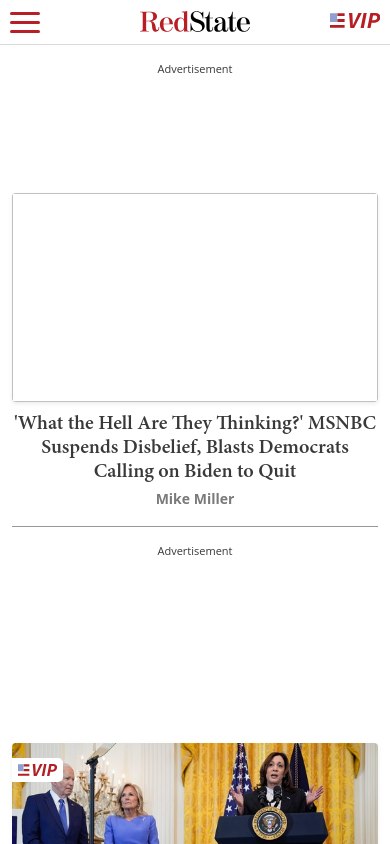 RedState
VIP
Advertisement
'What the Hell Are They Thinking?' MSNBC
Suspends Disbelief, Blasts Democrats
Calling on Biden to Quit
Mike Miller
Advertisement
VIP